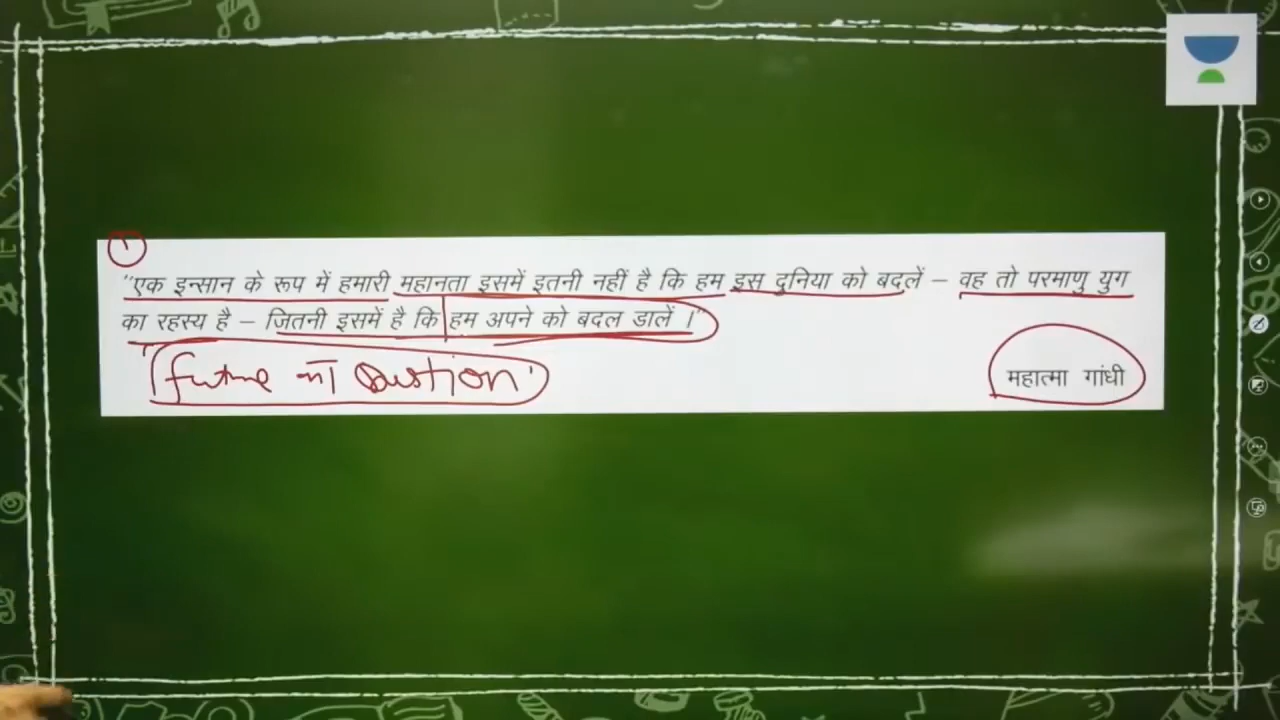 1
"एक इन्सान के रूप में हमारी महानता इसमें इतनी नहीं है कि हम इस दुनिया को बदलें – वह तो परमाणु युग
का रहस्य है – जितनी इसमें है कि हम अपने को बदल डालें ।"
future का Question
महात्मा गांधी